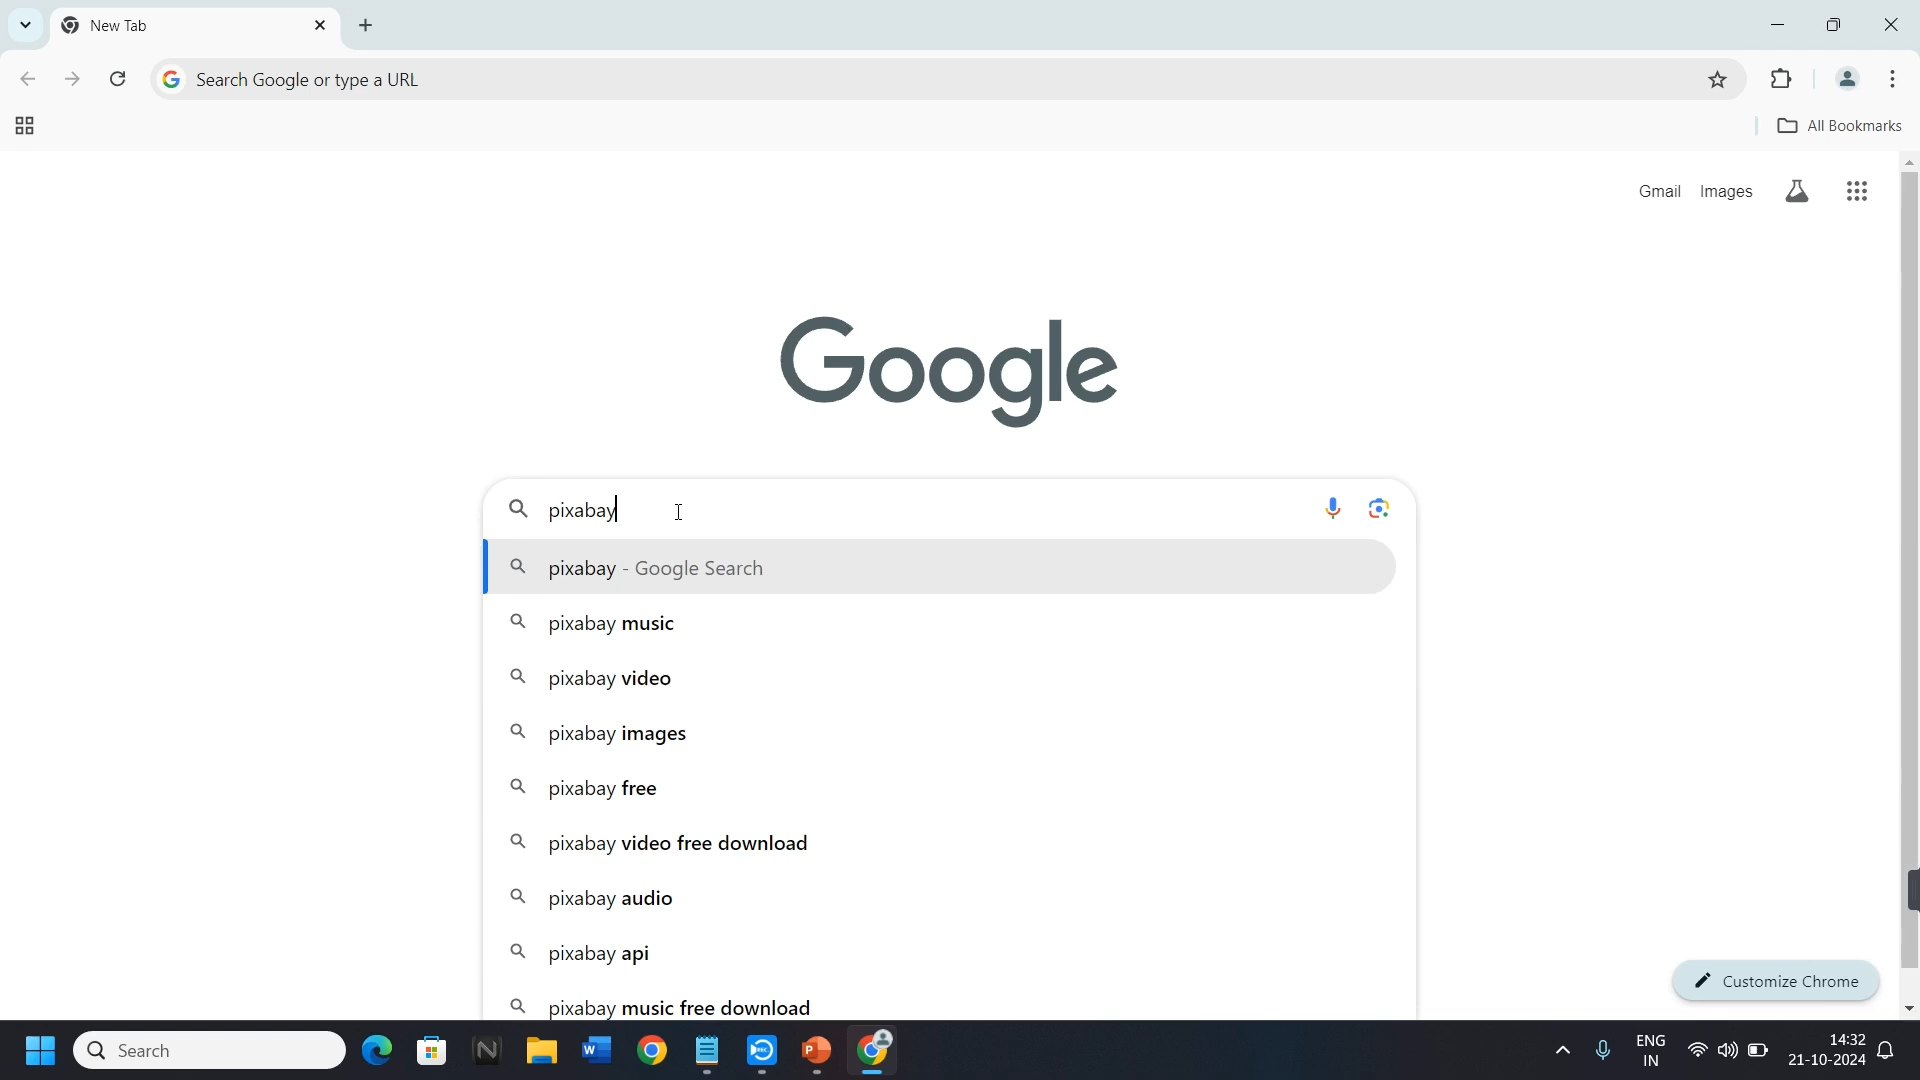 New Tab
Search Google or type a URL
All Bookmarks
Gmail Images
Google
pixabay
pixabay - Google Search
pixabay music
pixabay video
pixabay images
pixabay free
pixabay video free download
pixabay audio
pixabay api
pixabay music free download
Customize Chrome
Search
ENG
IN
14:32
21-10-2024